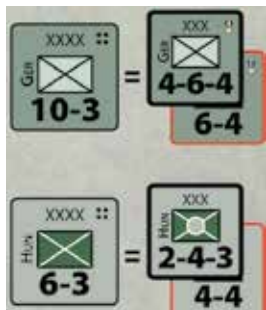 XXXX
GER
10-3
=
XXX
GER
4-6-4
6-4
XXXX
HUN
6-3
=
XXX
HUN
2-4-3
4-4